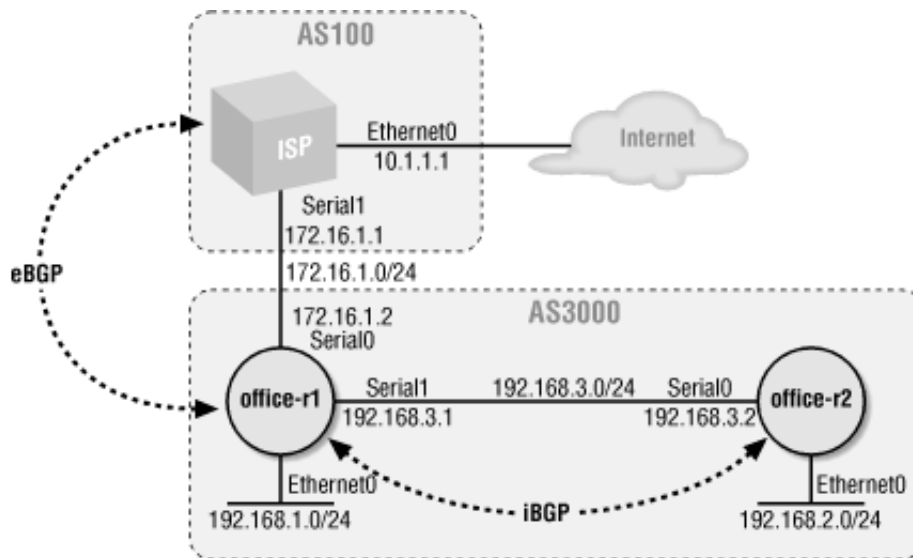 AS100
ISP
Ethernet0
10.1.1.1
Internet
Serial1
172.16.1.1
eBGP
172.16.1.0/24
AS3000
172.16.1.2
Serial0
office-r1
Serial1
192.168.3.1
192.168.3.0/24
Serial0
192.168.3.2
office-r2
Ethernet0
192.168.1.0/24
iBGP
Ethernet0
192.168.2.0/24